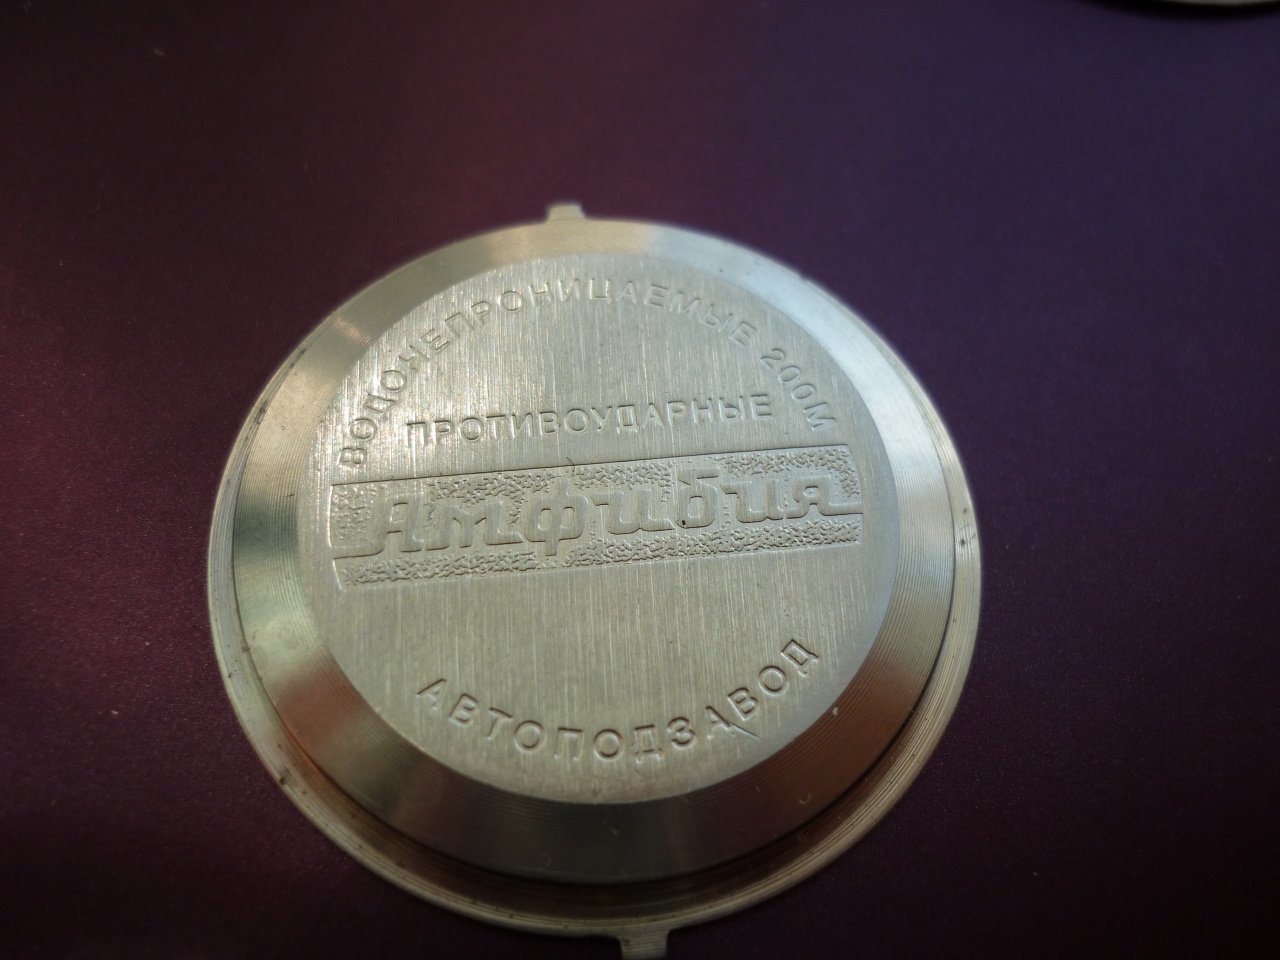 ВОДОНЕПРОНИЦАЕМЫЕ 200М
ПРОТИВОУДАРНЫЕ
Амфибия
АВТОПОДЗАВОД